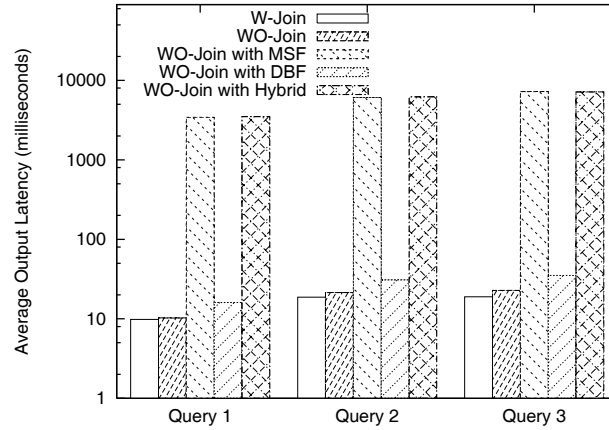 W-Join
WO-Join
WO-Join with MSF
WO-Join with DBF
WO-Join with Hybrid
Average Output Latency (milliseconds)
10000
1000
100
10
1
Query 1
Query 2
Query 3